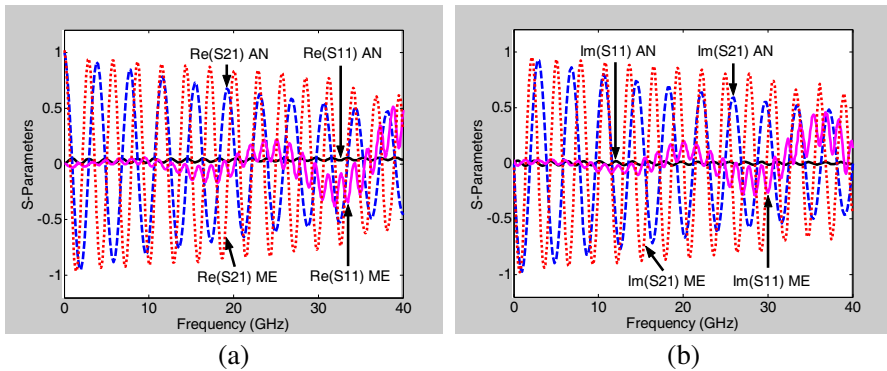 Re(S21) AN
Re(S11) AN
1
0.5
0
-0.5
-1
S-Parameters
Re(S21) ME
Re(S11) ME
0
10
20
30
40
Frequency (GHz)
(a)
Im(S11) AN
Im(S21) AN
1
0.5
0
-0.5
-1
S-Parameters
Im(S21) ME
Im(S11) ME
0
10
20
30
40
Frequency (GHz)
(b)